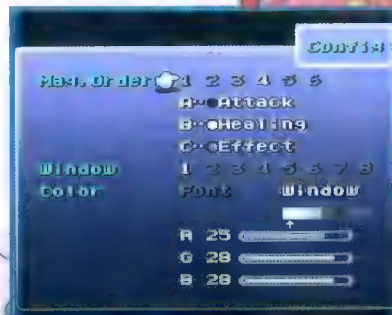 Config
Mag.Order 1 2 3 4 5 6
A…Attack
B…Healing
C…Effect
Window 1 2 3 4 5 6 7 8
Color Font Window
R 25
G 28
B 28